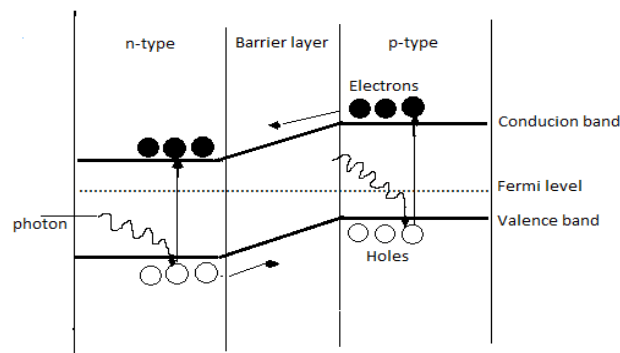 n-type
Barrier layer
p-type
Electrons
Conducion band
Fermi level
photon
Valence band
Holes